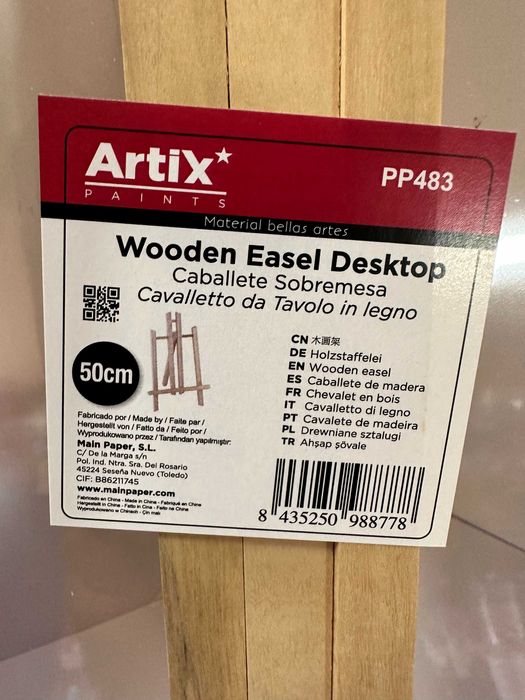 Artix
PAINTS
PP483
Material bellas artes
Wooden Easel Desktop
Caballete Sobremesa
Cavalletto da Tavolo in legno
50cm
CN 木画架
DE Holzstaffelei
EN Wooden easel
ES Caballete de madera
FR Chevalet en bois
IT Cavalletto di legno
PT Cavalete de madeira
PL Drewniane sztalugi
TR Ahşap şövale
Fabricado por / Made by / Faite par /
Hergestellt von / Fatto da / Feito por /
Wyprodukowano przez / Tarafından yapılmıştır:
Main Paper, S.L.
C/ De la Marga s/n
Pol. Ind. Ntra. Sra. Del Rosario
45224 Seseña Nuevo (Toledo)
CIF: B86211745
www.mainpaper.com
Fabricado en China - Made in China - Fabriqué en China
Hergestellt in China - Fatto in Cina - Feito na China
Wyprodukowano w Chinach - Çin malı
8 435250 988778